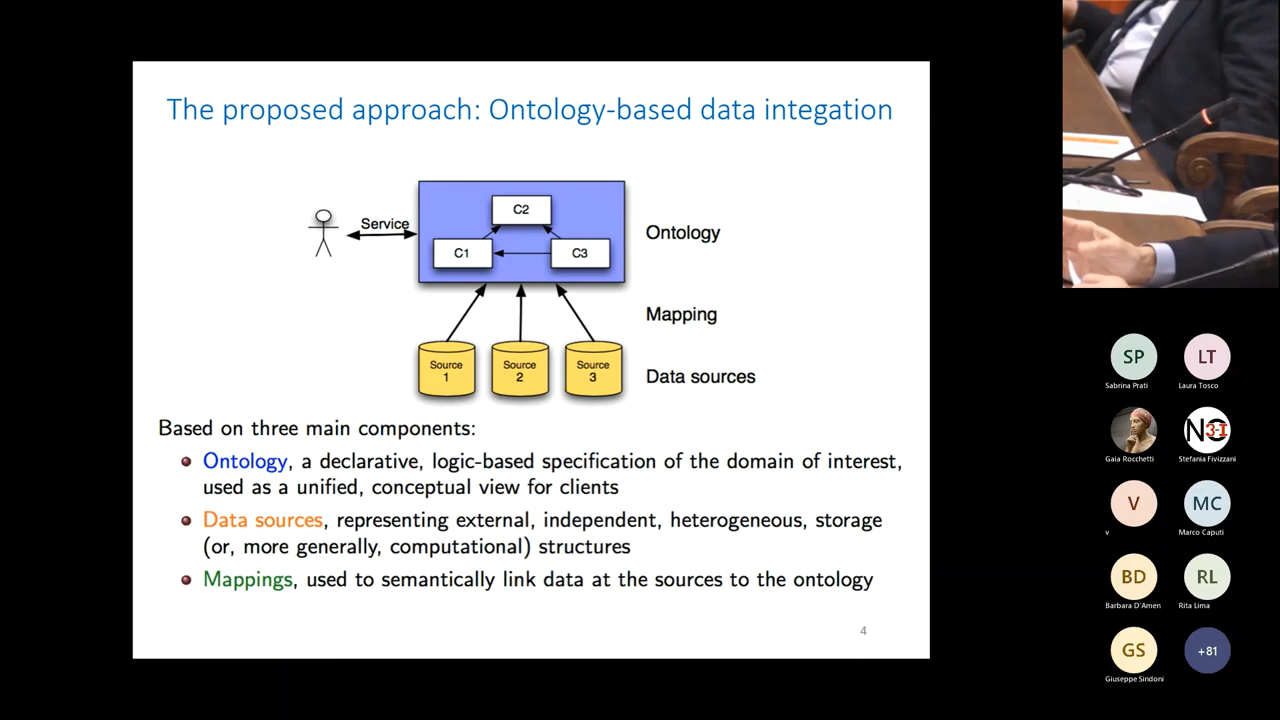 The proposed approach: Ontology-based data integation
C2
Service
Ontology
C1
C3
Mapping
Source
1
Source
2
Source
3
Data sources
Based on three main components:
Ontology, a declarative, logic-based specification of the domain of interest,
used as a unified, conceptual view for clients
Data sources, representing external, independent, heterogeneous, storage
(or, more generally, computational) structures
Mappings, used to semantically link data at the sources to the ontology
4
SP
Sabrina Prati
LT
Laura Tosco
Gaia Rocchetti
N3-I
Stefania Fivizzani
V
v
MC
Marco Caputi
BD
Barbara D'Amen
RL
Rita Lima
GS
Giuseppe Sindoni
+81